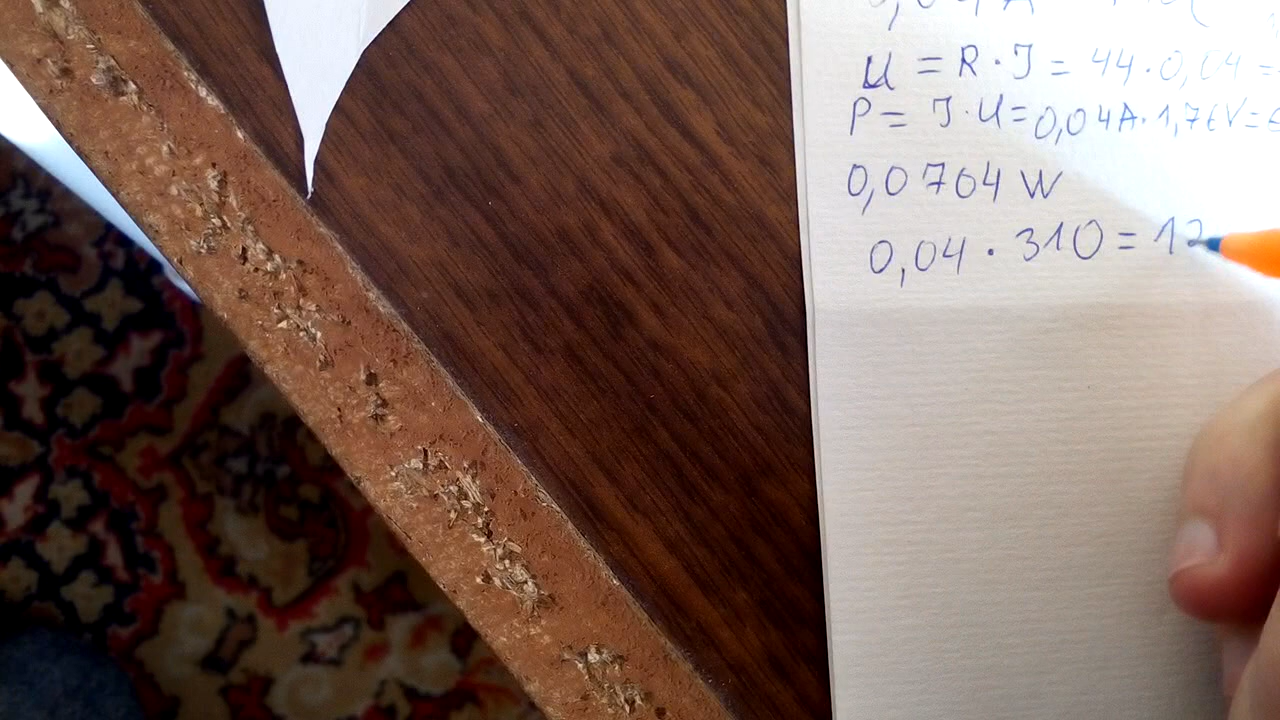 U = R · I = 44 · 0,04 =
P = I · U = 0,04A · 1,76V =
0,0704 W
0,04 · 310 = 12